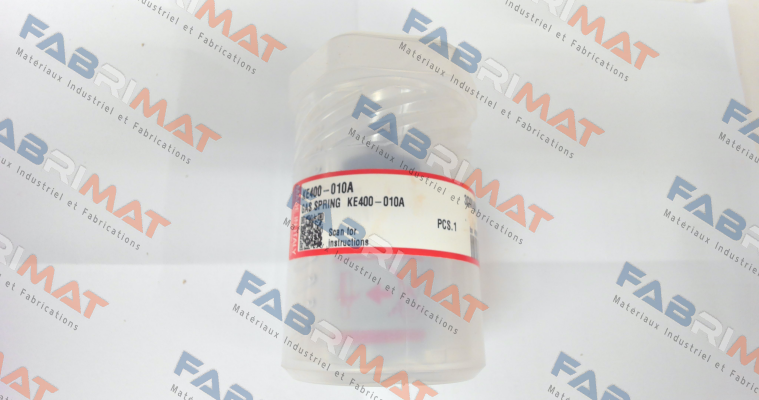 KE400-010A
GAS SPRING KE400-010A
PCS.1
Scan for
instructions
FABRIMAT
Matériaux Industriel et Fabrications